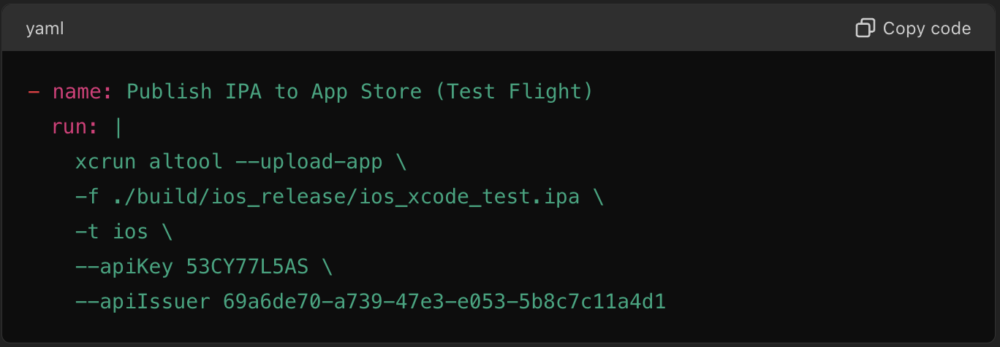 yaml
Copy code
- name: Publish IPA to App Store (Test Flight)
run: |
xcrun altool --upload-app \
-f ./build/ios_release/ios_xcode_test.ipa \
-t ios \
--apiKey 53CY77L5AS \
--apiIssuer 69a6de70-a739-47e3-e053-5b8c7c11a4d1